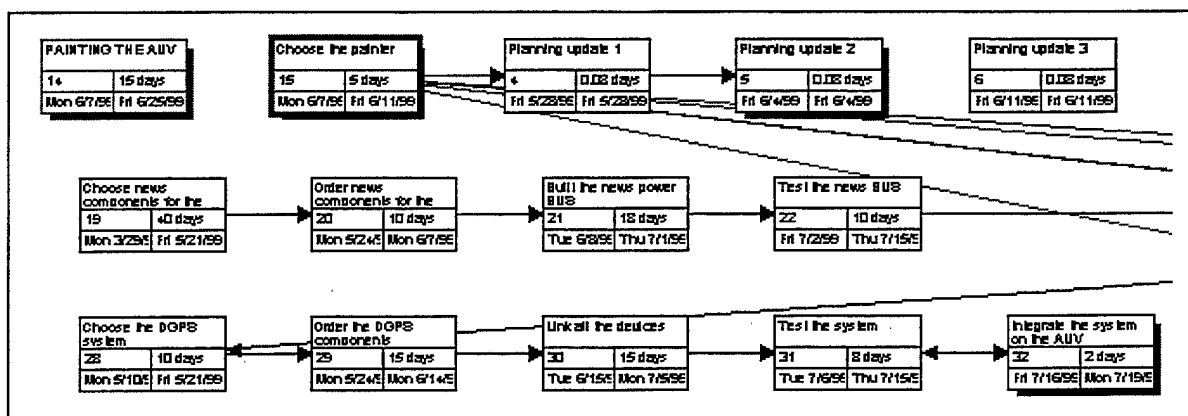 PAINTING THE AUV
14 15 days
Mon 6/7/99 Fri 6/25/99
Choose the painter
15 5 days
Mon 6/7/9 Fri 6/11/99
Planning update 1
4 0.08 days
Fri 5/28/9 Fri 5/28/99
Planning update 2
5 0.08 days
Fri 6/4/99 Fri 6/4/99
Planning update 3
6 0.08 days
Fri 6/11/9 Fri 6/11/99
Choose news
components for the
19 40 days
Mon 3/29/9 Fri 5/21/99
Order news
components for the
20 10 days
Mon 5/24/9 Mon 6/7/99
Built the news power
BUS
21 18 days
Tue 6/8/99 Thu 7/1/99
Test the news BUS
22 10 days
Fri 7/2/99 Thu 7/15/9
Choose the DGPS
system
28 10 days
Mon 5/10/9 Fri 5/21/99
Order the DGPS
components
29 15 days
Mon 5/24/9 Mon 6/14/9
Link all the devices
30 15 days
Tue 6/15/9 Mon 7/5/99
Test the system
31 8 days
Tue 7/6/99 Thu 7/15/9
Integrate the system
on the AUV
32 2 days
Fri 7/16/99 Mon 7/19/9